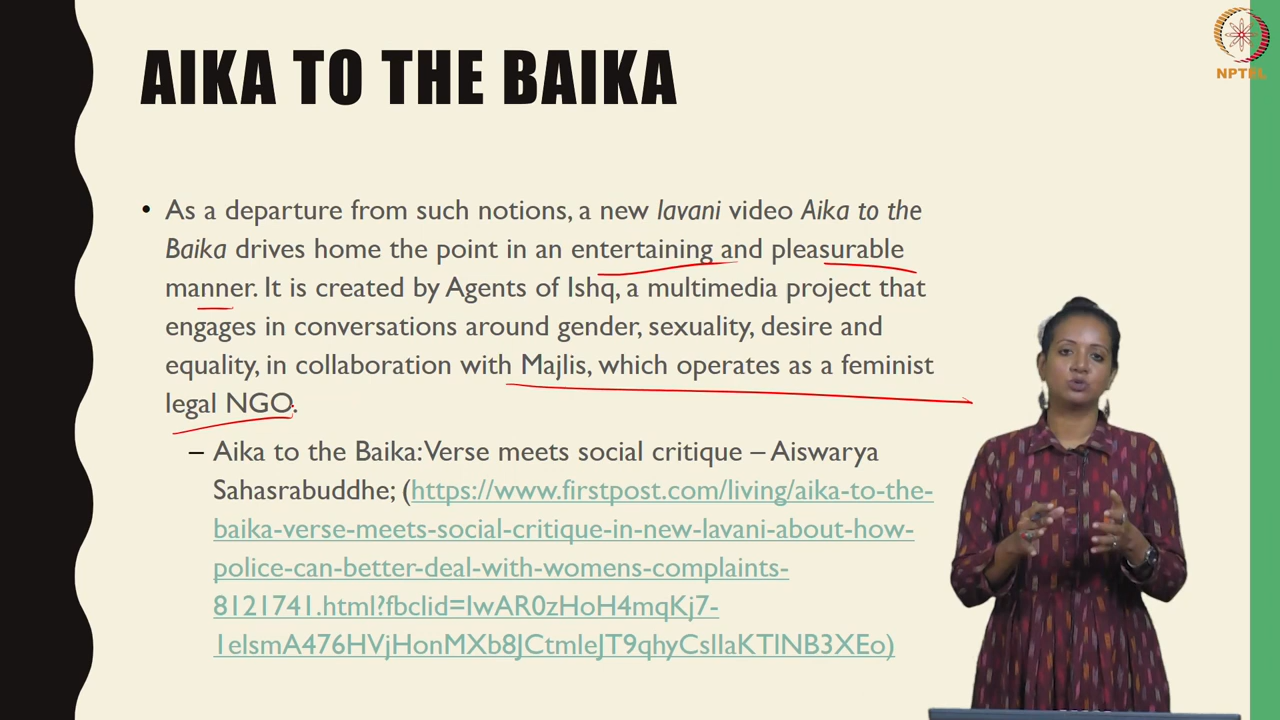 AIKA TO THE BAIKA
NPTEL
• As a departure from such notions, a new lavani video Aika to the
Baika drives home the point in an entertaining and pleasurable
manner. It is created by Agents of Ishq, a multimedia project that
engages in conversations around gender, sexuality, desire and
equality, in collaboration with Majlis, which operates as a feminist
legal NGO.
– Aika to the Baika: Verse meets social critique – Aiswarya
Sahasrabuddhe; (https://www.firstpost.com/living/aika-to-the-
baika-verse-meets-social-critique-in-new-lavani-about-how-
police-can-better-deal-with-womens-complaints-
8121741.html?fbclid=IwAR0zHoH4mqKj7-
1elsmA476HVjHonMXb8JCtmleJT9qhyCsllaKTlNB3XEo)